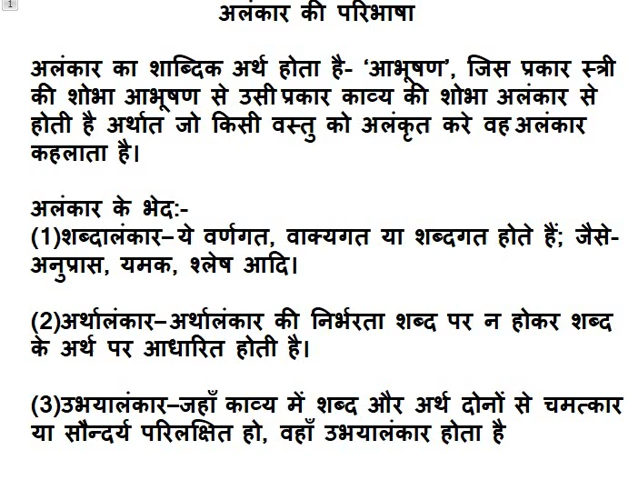 1
अलंकार की परिभाषा
अलंकार का शाब्दिक अर्थ होता है- ‘आभूषण’, जिस प्रकार स्त्री
की शोभा आभूषण से उसी प्रकार काव्य की शोभा अलंकार से
होती है अर्थात जो किसी वस्तु को अलंकृत करे वह अलंकार
कहलाता है।
अलंकार के भेद:-
(1)शब्दालंकार–ये वर्णगत, वाक्यगत या शब्दगत होते हैं; जैसे-
अनुप्रास, यमक, श्लेष आदि।
(2)अर्थालंकार–अर्थालंकार की निर्भरता शब्द पर न होकर शब्द
के अर्थ पर आधारित होती है।
(3)उभयालंकार–जहाँ काव्य में शब्द और अर्थ दोनों से चमत्कार
या सौन्दर्य परिलक्षित हो, वहाँ उभयालंकार होता है